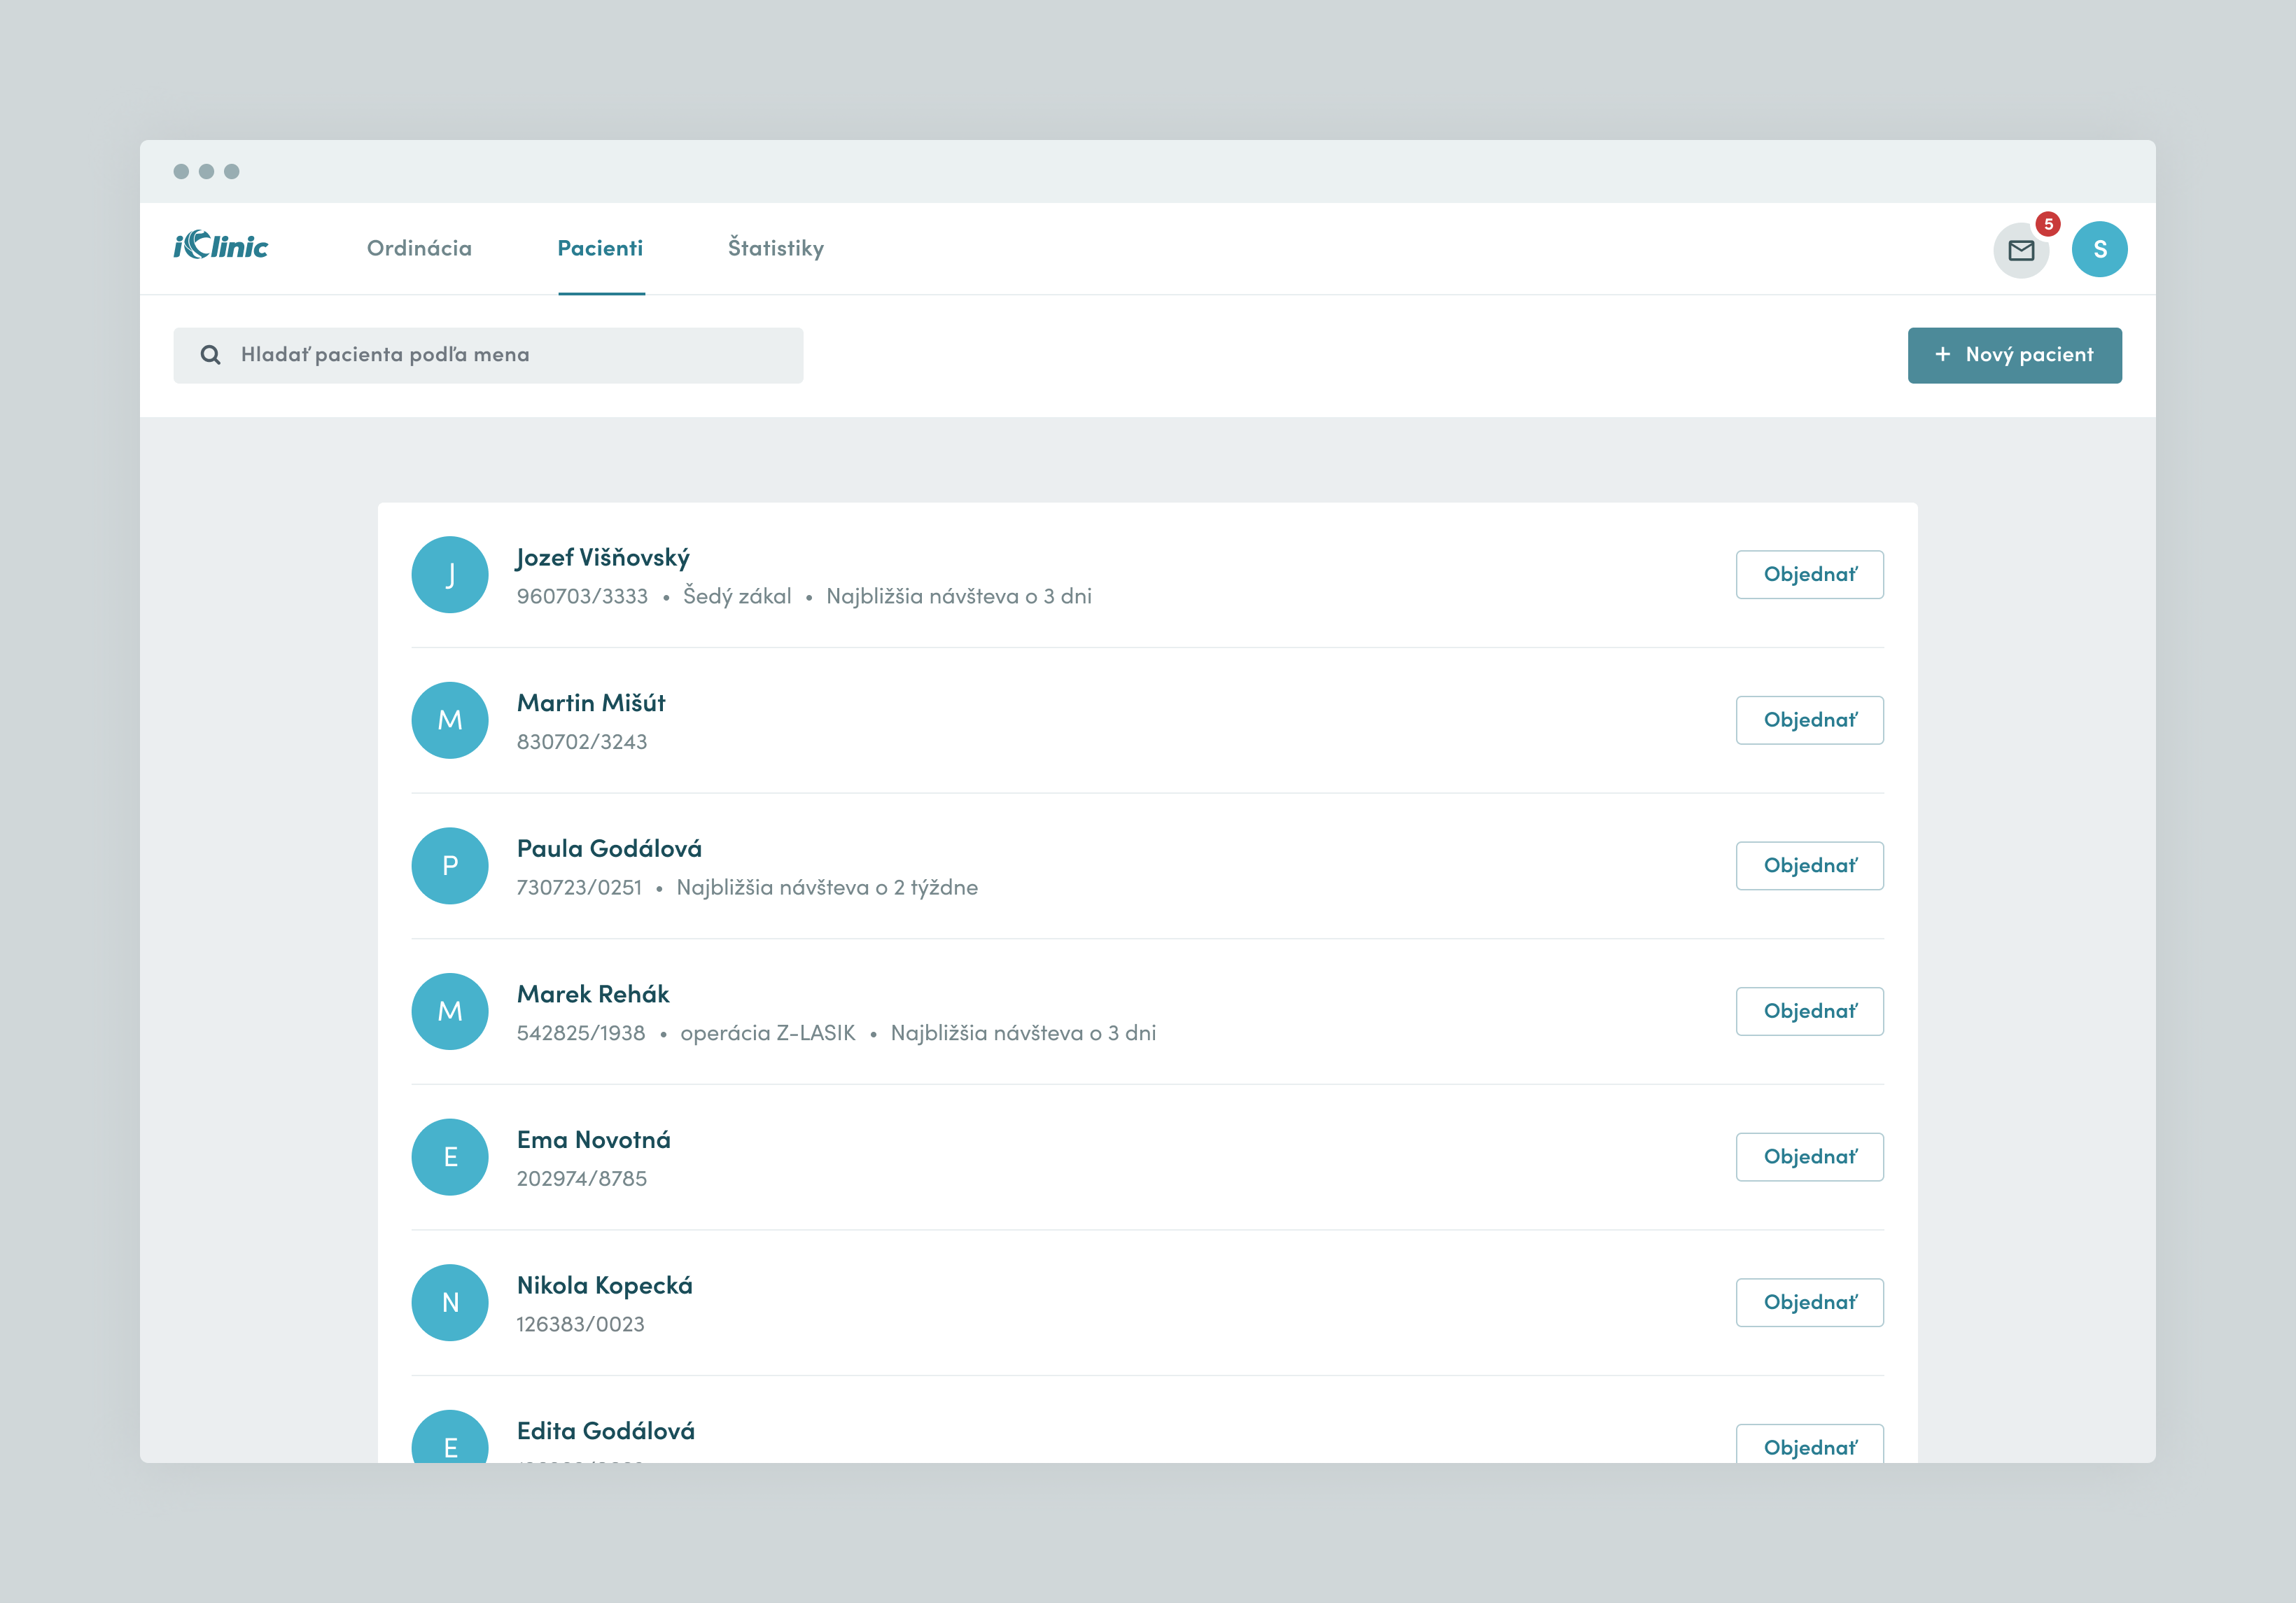 iClinic
Ordinácia
Pacienti
Štatistiky
5
S
Hladať pacienta podľa mena
+ Nový pacient
J
Jozef Višňovský
960703/3333 • Šedý zákal • Najbližšia návšteva o 3 dni
Objednať
M
Martin Mišút
830702/3243
Objednať
P
Paula Godálová
730723/0251 • Najbližšia návšteva o 2 týždne
Objednať
M
Marek Rehák
542825/1938 • operácia Z-LASIK • Najbližšia návšteva o 3 dni
Objednať
E
Ema Novotná
202974/8785
Objednať
N
Nikola Kopecká
126383/0023
Objednať
E
Edita Godálová
Objednať